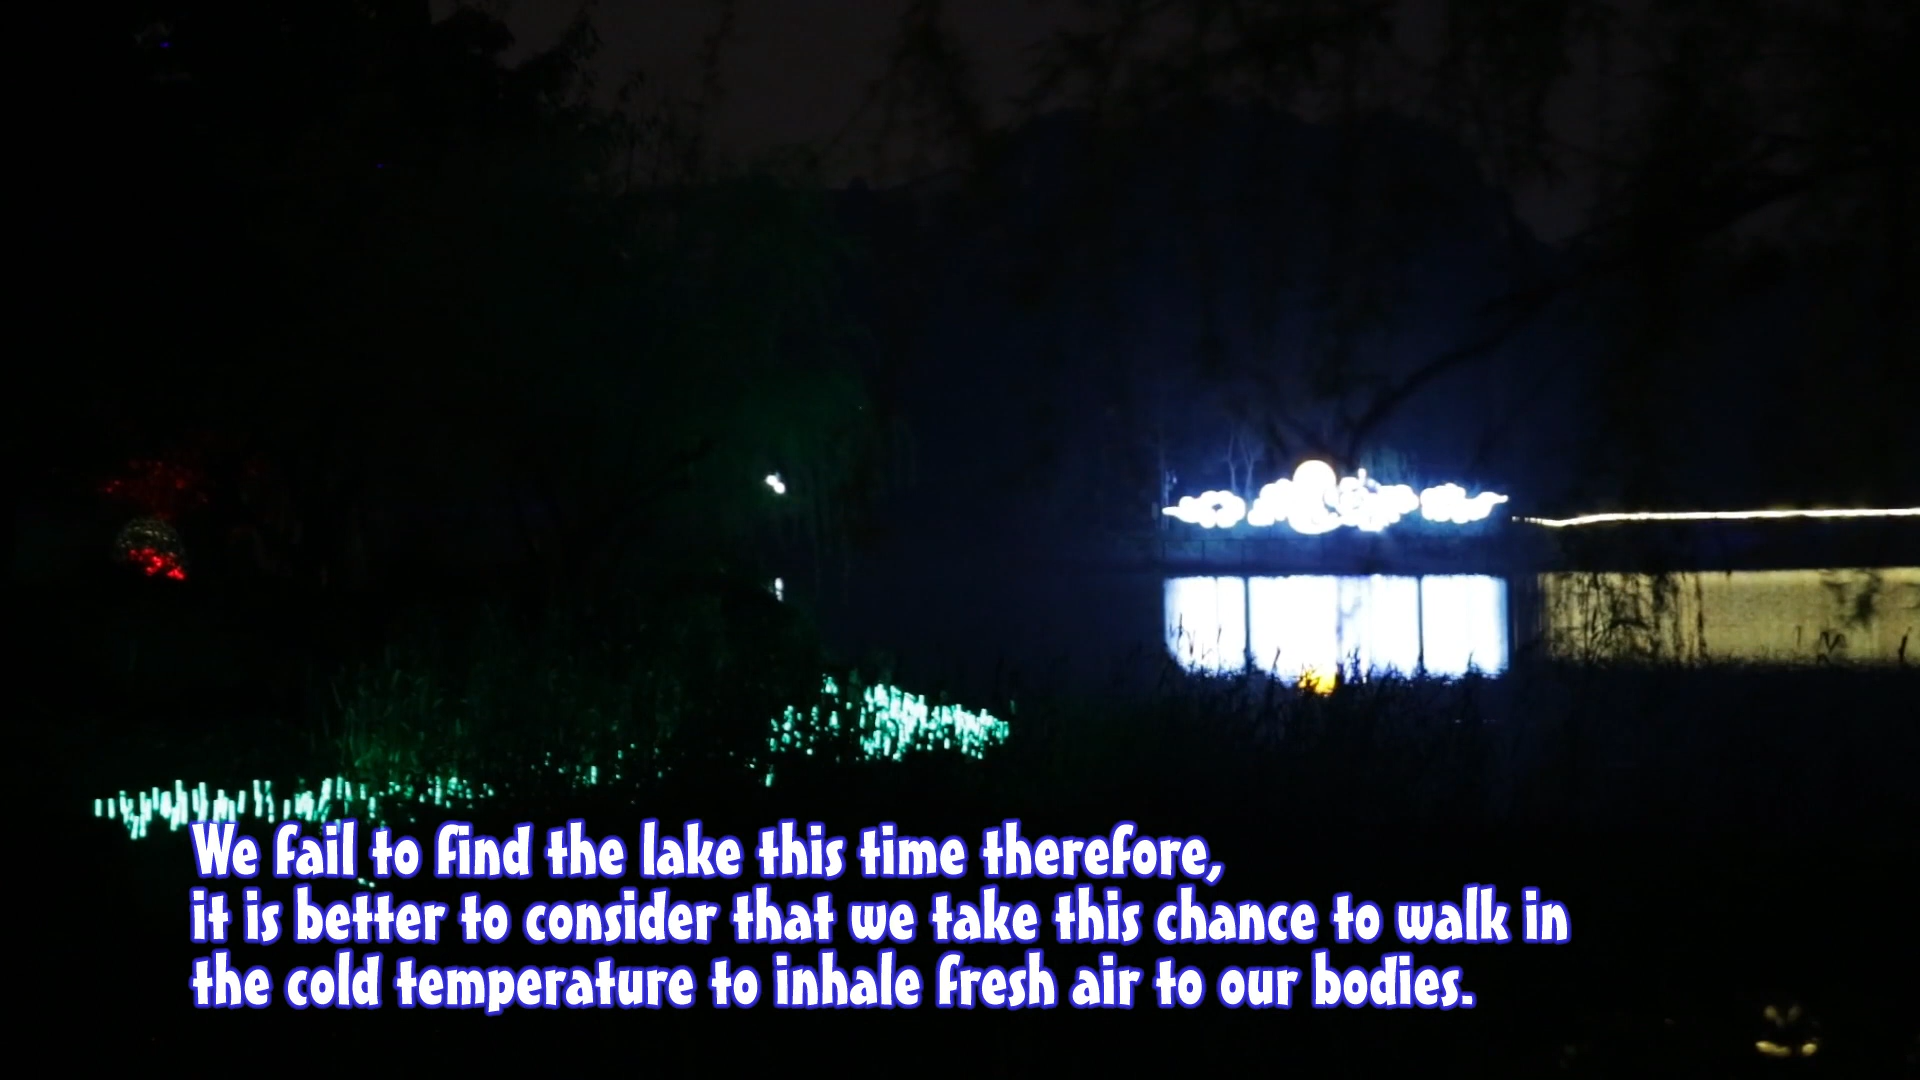 We fail to find the lake this time therefore,
it is better to consider that we take this chance to walk in
the cold temperature to inhale fresh air to our bodies.